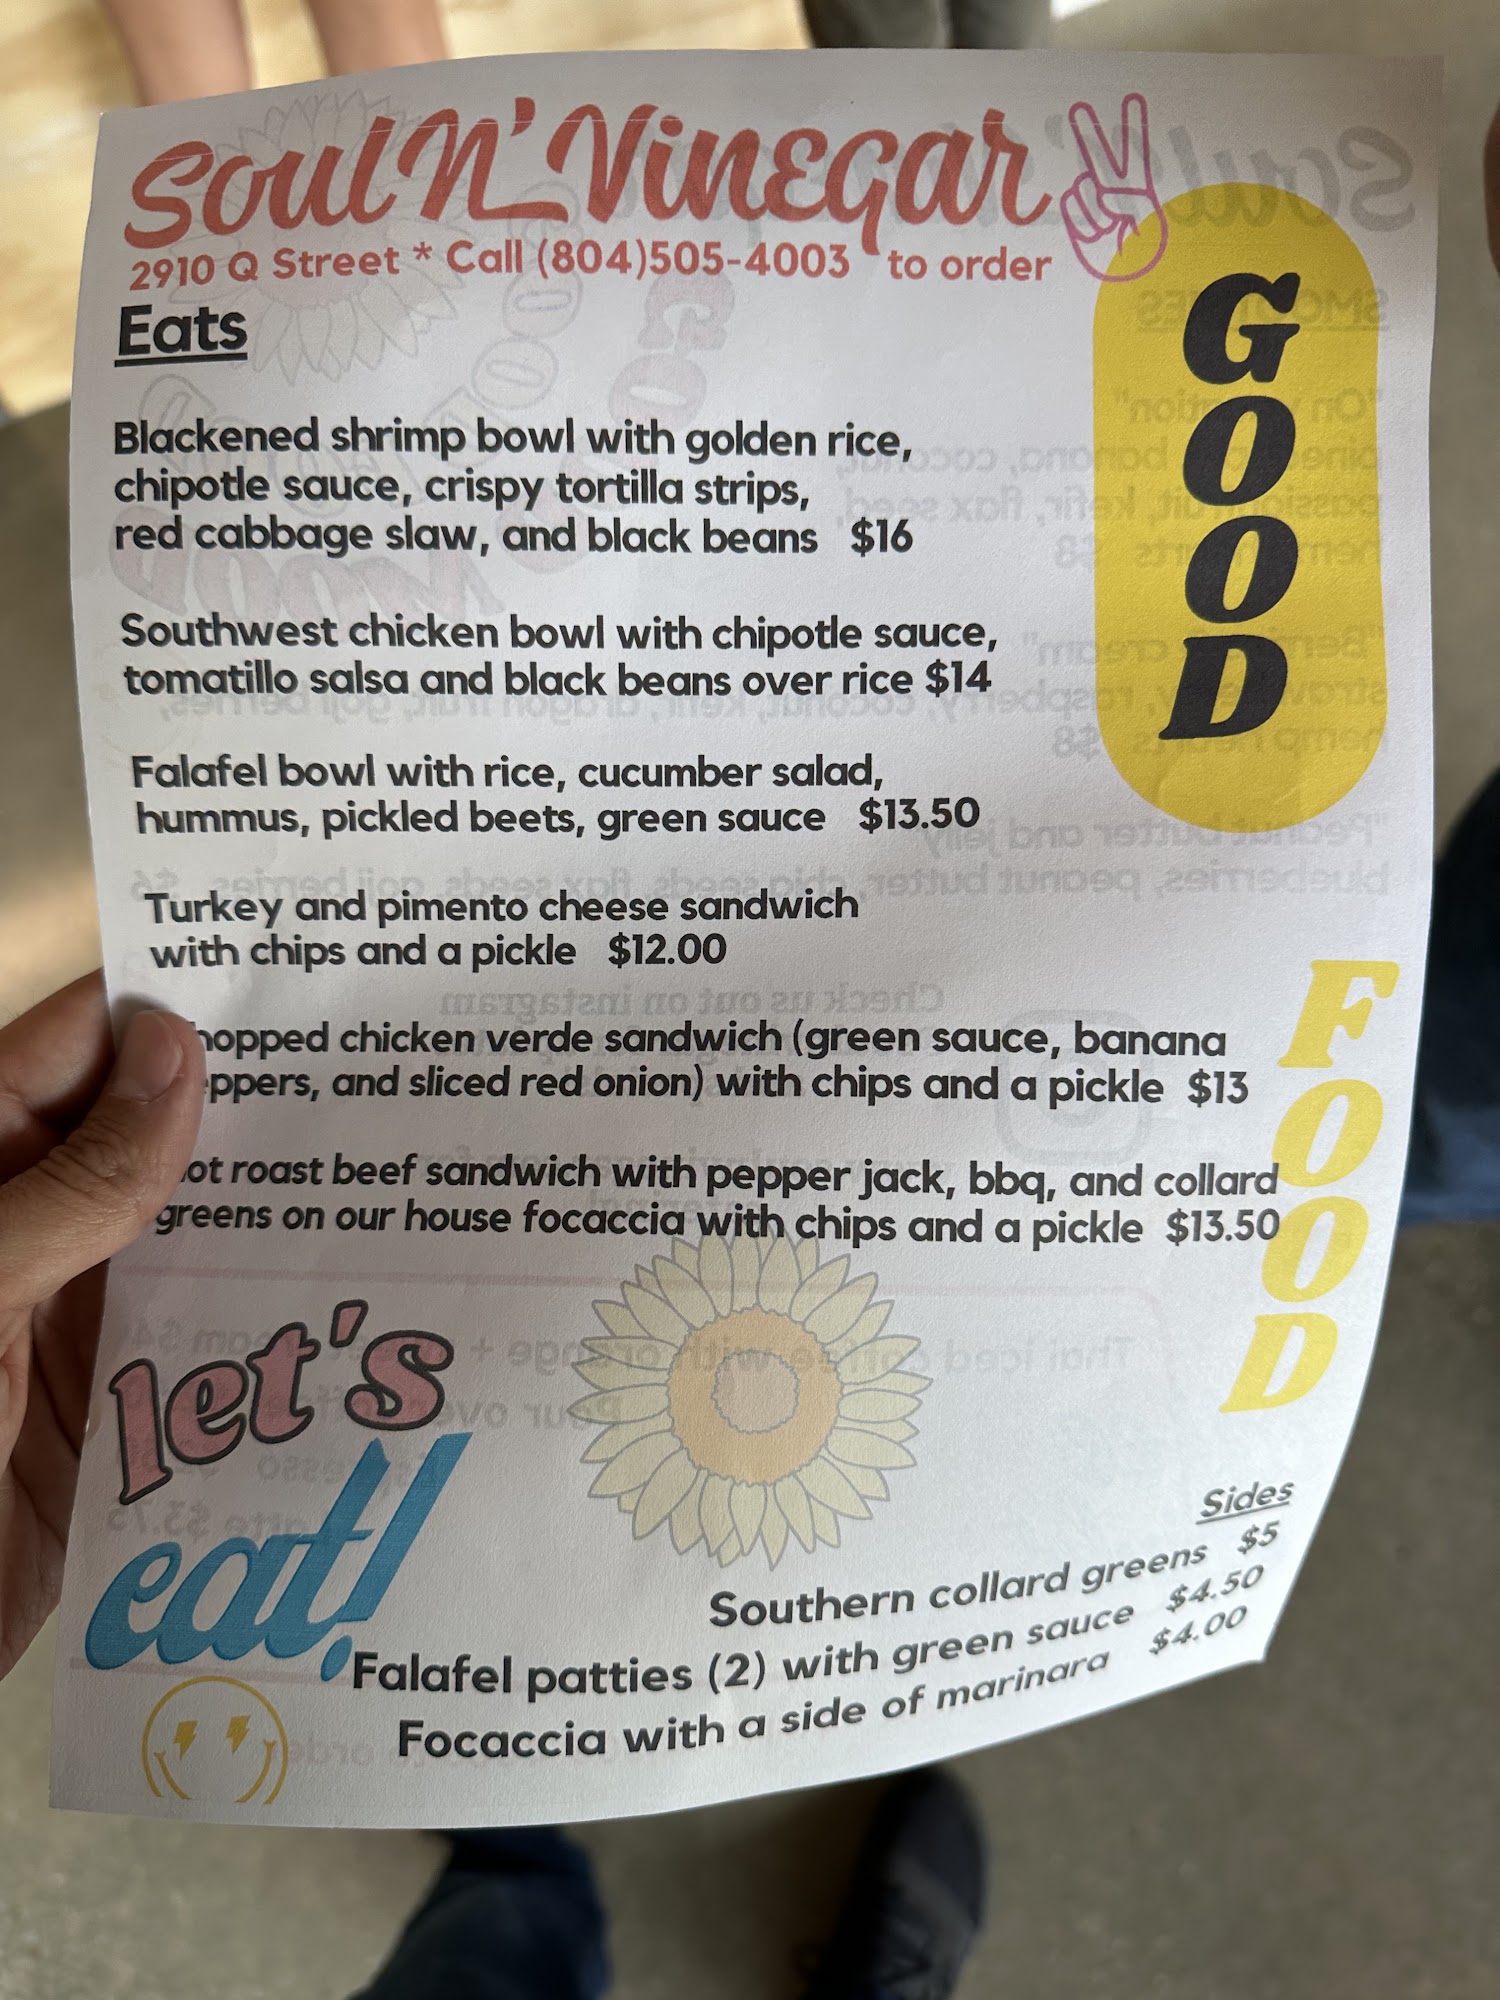 Soul N' Vinegar
2910 Q Street * Call (804)505-4003 to order
Eats
GOOD
FOOD
Blackened shrimp bowl with golden rice,
chipotle sauce, crispy tortilla strips,
red cabbage slaw, and black beans $16
Southwest chicken bowl with chipotle sauce,
tomatillo salsa and black beans over rice $14
Falafel bowl with rice, cucumber salad,
hummus, pickled beets, green sauce $13.50
Turkey and pimento cheese sandwich
with chips and a pickle $12.00
hopped chicken verde sandwich (green sauce, banana
ppers, and sliced red onion) with chips and a pickle $13
ot roast beef sandwich with pepper jack, bbq, and collard
greens on our house focaccia with chips and a pickle $13.50
let's
eat!
Sides
Southern collard greens $5
Falafel patties (2) with green sauce $4.50
Focaccia with a side of marinara $4.00